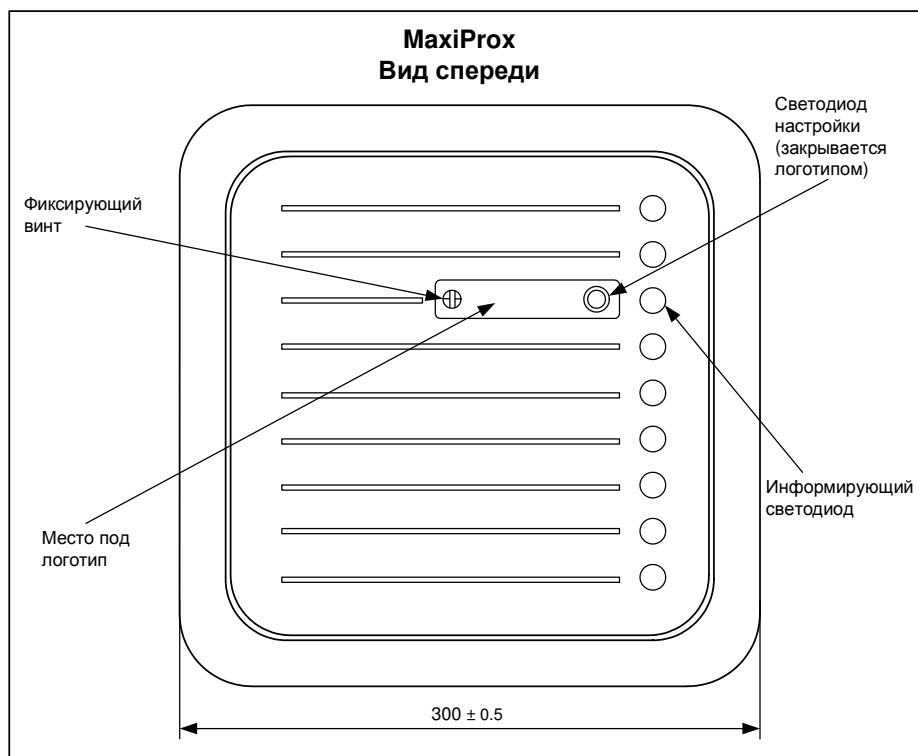 MaxiProx
Вид спереди
Светодиод
настройки
(закрывается
логотипом)
Фиксирующий
винт
Информирующий
светодиод
Место под
логотип
300 ± 0.5